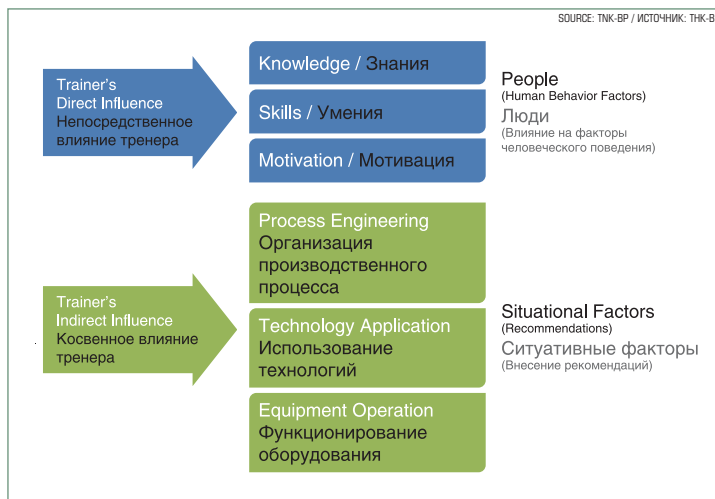 SOURCE: TNK-BP / ИСТОЧНИК: ТНК-В
Trainer's
Direct Influence
Непосредственное
влияние тренера
Knowledge / Знания
Skills / Умения
Motivation / Мотивация
People
(Human Behavior Factors)
Люди
(Влияние на факторы
человеческого поведения)
Trainer's
Indirect Influence
Косвенное влияние
тренера
Process Engineering
Организация
производственного
процесса
Technology Application
Использование
технологий
Equipment Operation
Функционирование
оборудования
Situational Factors
(Recommendations)
Ситуативные факторы
(Внесение рекомендаций)